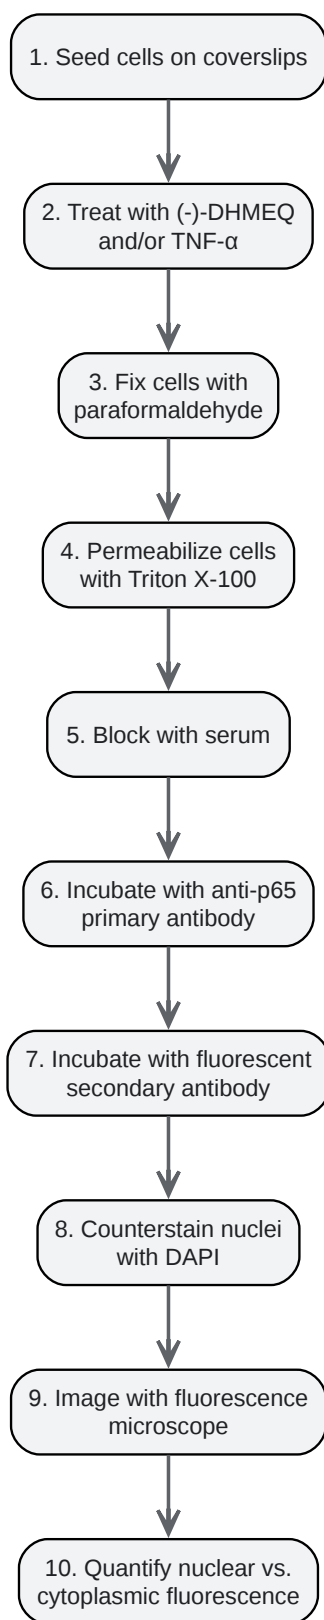 1. Seed cells on coverslips
2. Treat with (-)-DHMEQ
and/or TNF-α
3. Fix cells with
paraformaldehyde
4. Permeabilize cells
with Triton X-100
5. Block with serum
6. Incubate with anti-p65
primary antibody
7. Incubate with fluorescent
secondary antibody
8. Counterstain nuclei
with DAPI
9. Image with fluorescence
microscope
10. Quantify nuclear vs.
cytoplasmic fluorescence